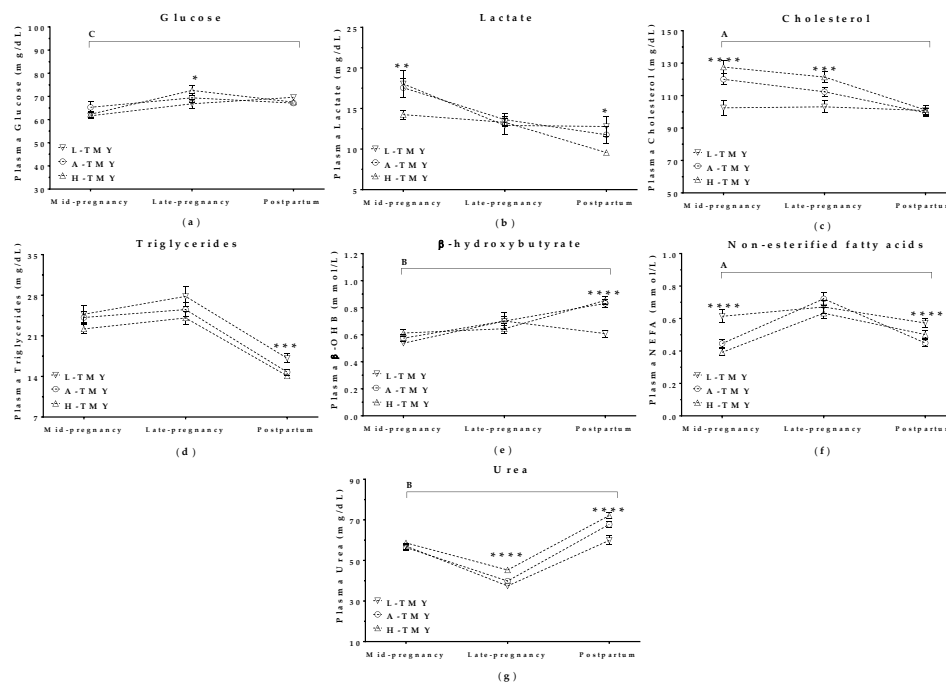 Glucose
Plasma Glucose (mg/dL)
100
90
80
70
60
50
40
30
C
*
L-TMY
A-TMY
H-TMY
Mid-pregnancy Late-pregnancy Postpartum
(a)
Lactate
Plasma Lactate (mg/dL)
25
20
15
10
5
**
*
L-TMY
A-TMY
H-TMY
Mid-pregnancy Late-pregnancy Postpartum
(b)
Cholesterol
Plasma Cholesterol (mg/dL)
150
130
110
90
70
50
A
****
***
L-TMY
A-TMY
H-TMY
Mid-pregnancy Late-pregnancy Postpartum
(c)
Triglycerides
Plasma Triglycerides (mg/dL)
35
28
21
14
7
***
L-TMY
A-TMY
H-TMY
Mid-pregnancy Late-pregnancy Postpartum
(d)
β-hydroxybutyrate
Plasma β-OHB (mmol/L)
1.2
1.0
0.8
0.6
0.4
0.2
0.0
B
****
L-TMY
A-TMY
H-TMY
Mid-pregnancy Late-pregnancy Postpartum
(e)
Non-esterified fatty acids
Plasma NEFA (mmol/L)
1.0
0.8
0.6
0.4
0.2
0.0
A
****
****
L-TMY
A-TMY
H-TMY
Mid-pregnancy Late-pregnancy Postpartum
(f)
Urea
Plasma Urea (mg/dL)
90
70
50
30
10
B
****
****
L-TMY
A-TMY
H-TMY
Mid-pregnancy Late-pregnancy Postpartum
(g)